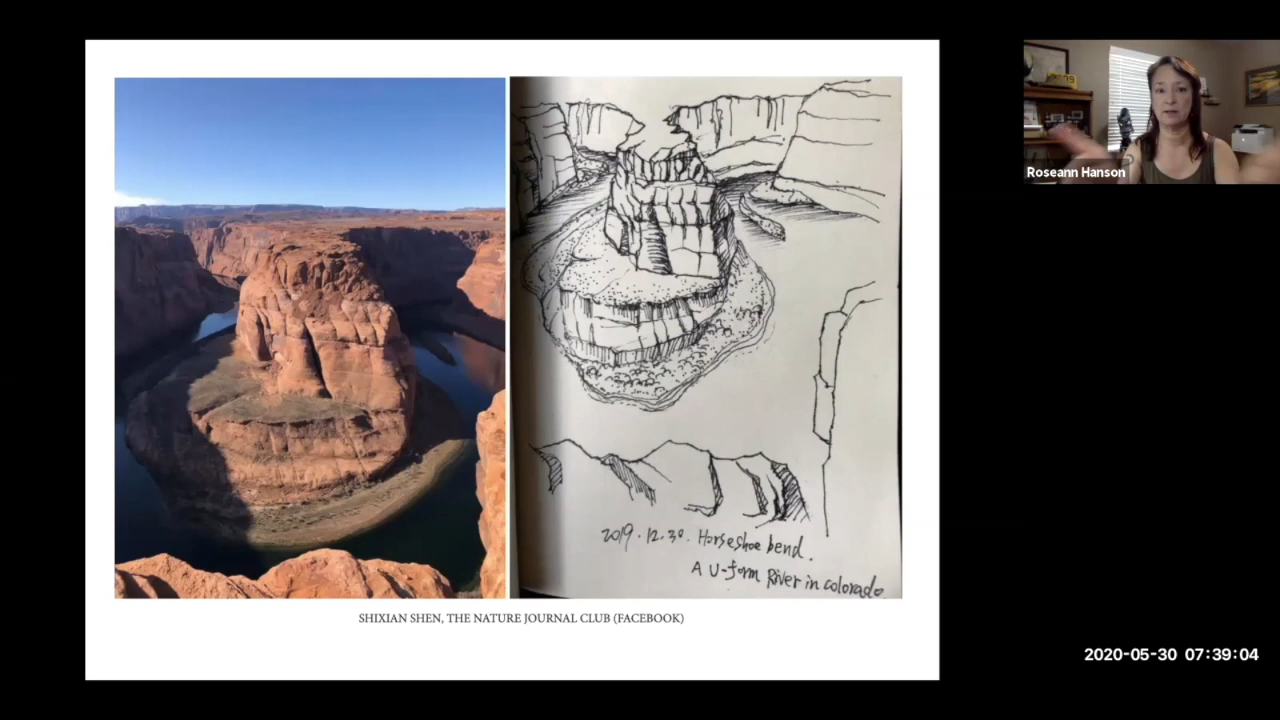 Roseann Hanson
2019.12.30. Horseshoe bend.
A U-form River in colorado
SHIXIAN SHEN, THE NATURE JOURNAL CLUB (FACEBOOK)
2020-05-30 07:39:04